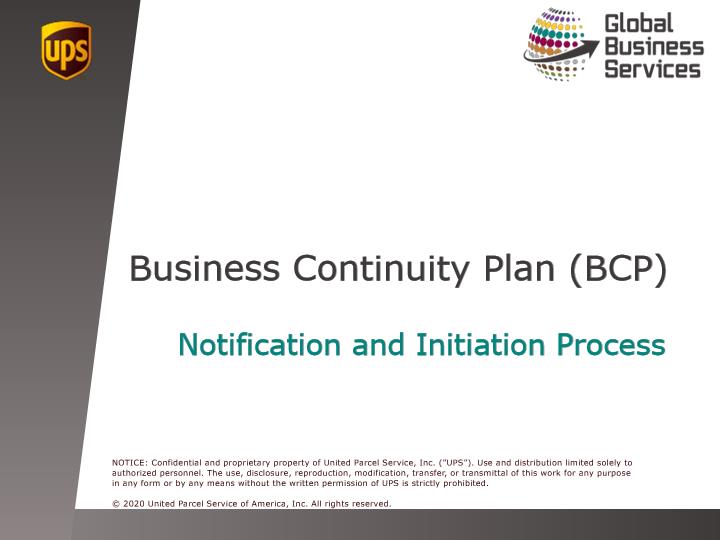 ups
Global
Business
Services
Business Continuity Plan (BCP)
Notification and Initiation Process
NOTICE: Confidential and proprietary property of United Parcel Service, Inc. ("UPS"). Use and distribution limited solely to
authorized personnel. The use, disclosure, reproduction, modification, transfer, or transmittal of this work for any purpose
in any form or by any means without the written permission of UPS is strictly prohibited.
© 2020 United Parcel Service of America, Inc. All rights reserved.